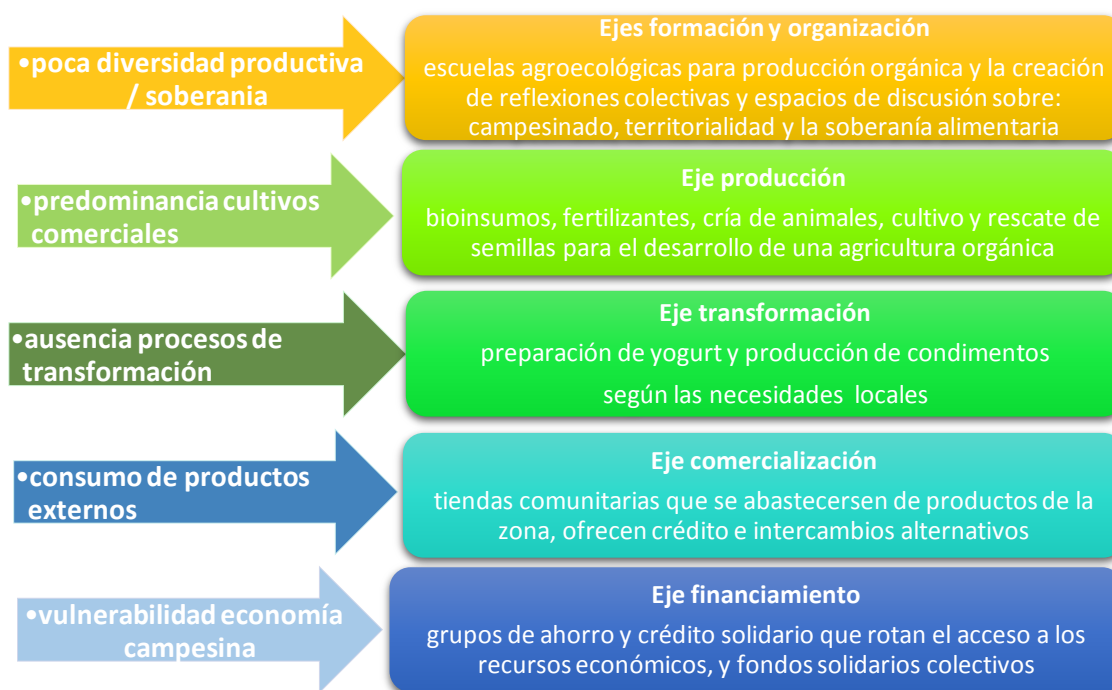 •poca diversidad productiva
/ soberania
Ejes formación y organización
escuelas agroecológicas para producción orgánica y la creación
de reflexiones colectivas y espacios de discusión sobre:
campesinado, territorialidad y la soberanía alimentaria
•predominancia cultivos
comerciales
Eje producción
bioinsumos, fertilizantes, cría de animales, cultivo y rescate de
semillas para el desarrollo de una agricultura orgánica
•ausencia procesos de
transformación
Eje transformación
preparación de yogurt y producción de condimentos
según las necesidades locales
•consumo de productos
externos
Eje comercialización
tiendas comunitarias que se abastecersen de productos de la
zona, ofrecen crédito e intercambios alternativos
•vulnerabilidad economía
campesina
Eje financiamiento
grupos de ahorro y crédito solidario que rotan el acceso a los
recursos económicos, y fondos solidarios colectivos